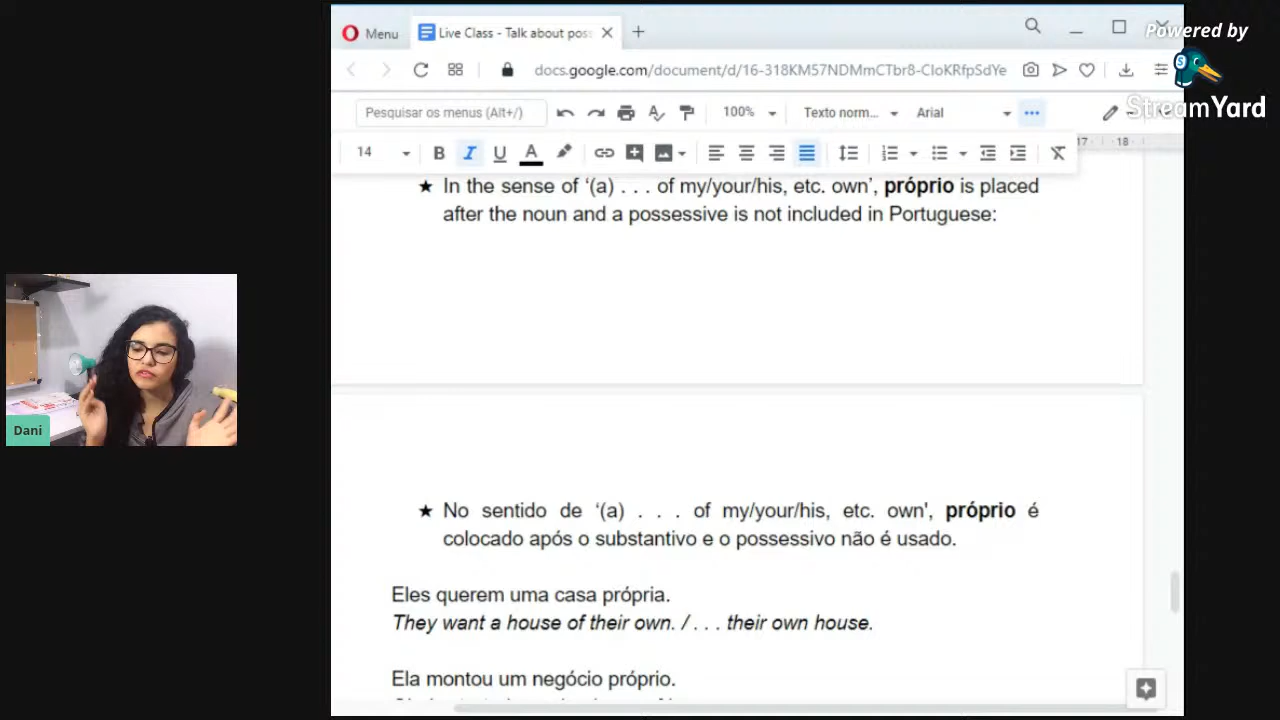 Powered by
StreamYard
Menu
Live Class - Talk about poss
docs.google.com/document/d/16-318KM57NDMmCTbr8-CIoKRfpSdYe
Pesquisar os menus (Alt+/)
100%
Texto norm...
Arial
14
B I U A
17 18
★ In the sense of ‘(a) . . . of my/your/his, etc. own’, próprio is placed
after the noun and a possessive is not included in Portuguese:
★ No sentido de ‘(a) . . . of my/your/his, etc. own', próprio é
colocado após o substantivo e o possessivo não é usado.
Eles querem uma casa própria.
They want a house of their own. / . . . their own house.
Ela montou um negócio próprio.
Dani